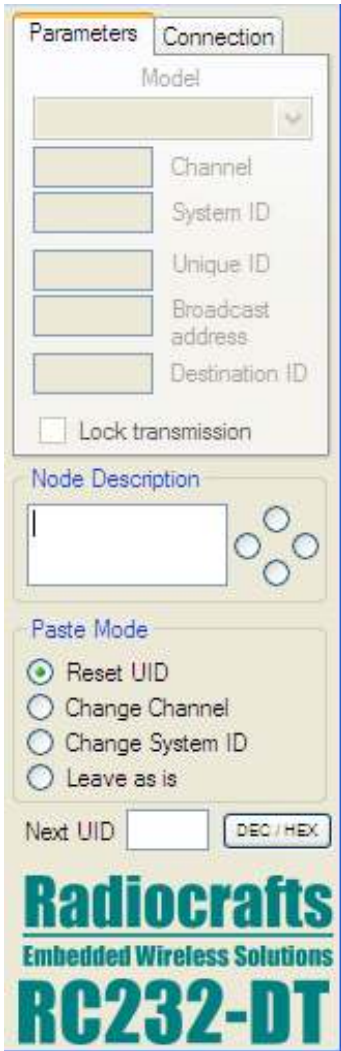 Parameters Connection
Model
Channel
System ID
Unique ID
Broadcast
address
Destination ID
Lock transmission
Node Description
Paste Mode
Reset UID
Change Channel
Change System ID
Leave as is
Next UID DEC / HEX
Radiocrafts
Embedded Wireless Solutions
RC232-DT